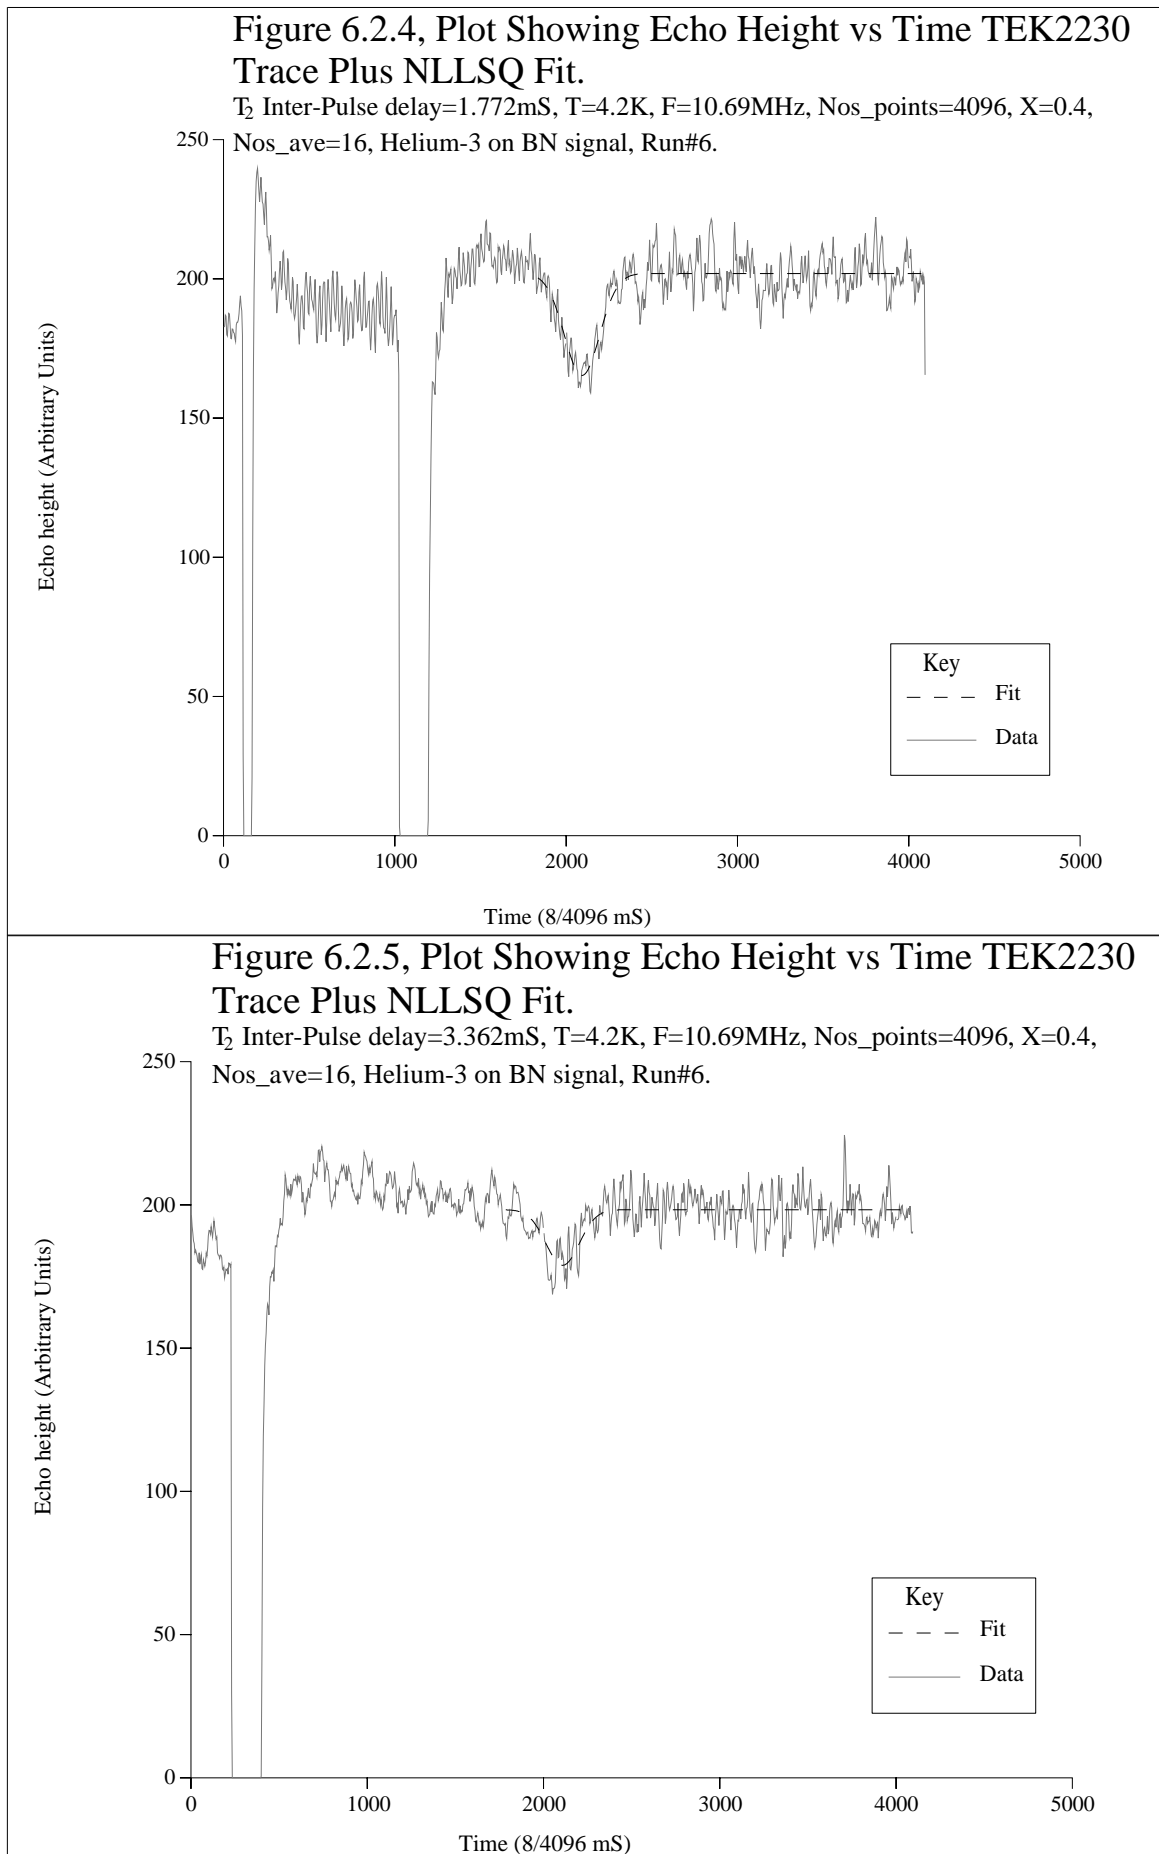 Figure 6.2.4, Plot Showing Echo Height vs Time TEK2230
Trace Plus NLLSQ Fit.
T2 Inter-Pulse delay=1.772mS, T=4.2K, F=10.69MHz, Nos_points=4096, X=0.4,
Nos_ave=16, Helium-3 on BN signal, Run#6.
250
200
150
100
50
0
Echo height (Arbitrary Units)
Key
Fit
Data
0 1000 2000 3000 4000 5000
Time (8/4096 mS)
Figure 6.2.5, Plot Showing Echo Height vs Time TEK2230
Trace Plus NLLSQ Fit.
T2 Inter-Pulse delay=3.362mS, T=4.2K, F=10.69MHz, Nos_points=4096, X=0.4,
Nos_ave=16, Helium-3 on BN signal, Run#6.
250
200
150
100
50
0
Echo height (Arbitrary Units)
Key
Fit
Data
0 1000 2000 3000 4000 5000
Time (8/4096 mS)